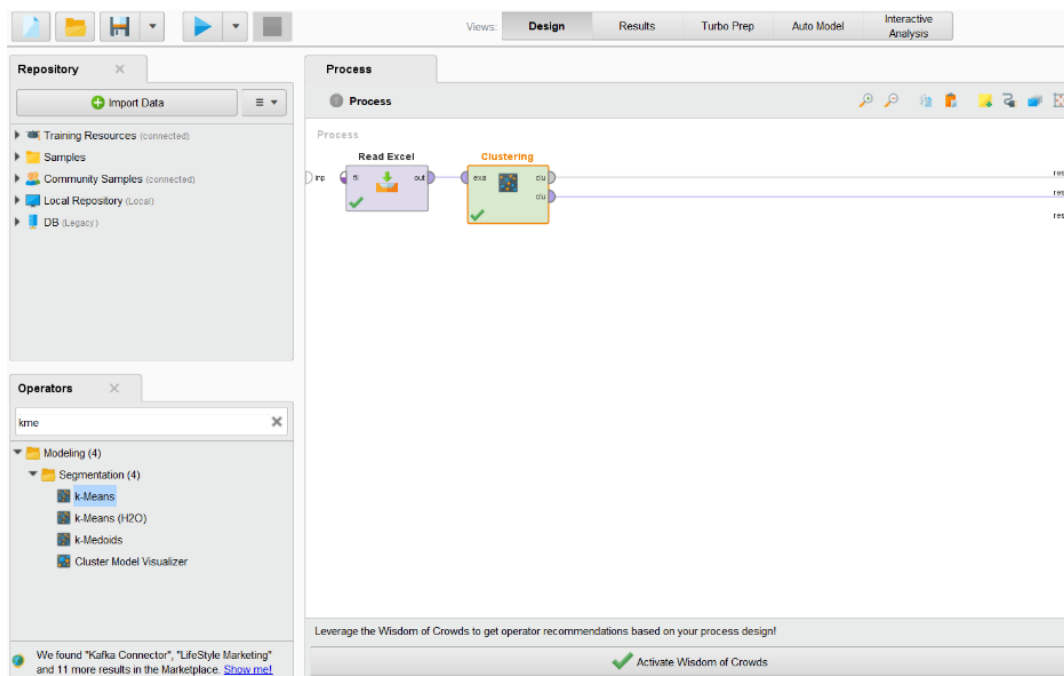 Views: Design Results Turbo Prep Auto Model Interactive Analysis
Repository
Import Data
Training Resources (connected)
Samples
Community Samples (connected)
Local Repository (Local)
DB (Legacy)
Operators
kme
Modeling (4)
Segmentation (4)
k-Means
k-Means (H2O)
k-Medoids
Cluster Model Visualizer
We found "Kafka Connector", "LifeStyle Marketing"
and 11 more results in the Marketplace. Show me!
Process
Process
Process
Read Excel Clustering
inp fil out exa clu res
clu res
res
Leverage the Wisdom of Crowds to get operator recommendations based on your process design!
Activate Wisdom of Crowds